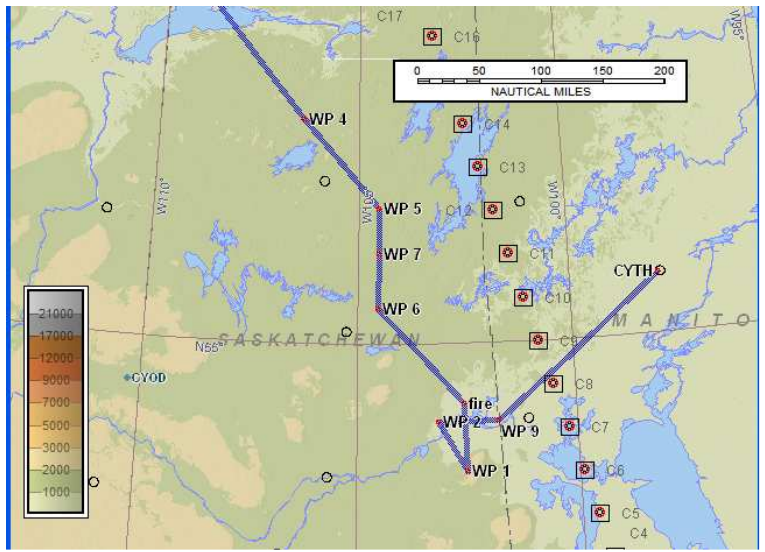 C17
C16
W95°
0 50 100 150 200
NAUTICAL MILES
WP 4
C14
C13
W110°
W105°
WP 5
C12
W100°
WP 7
C11
CYTH
C10
21000
17000
12000
9000
7000
5000
3000
2000
1000
WP 6
MANITO
N55°
SASKATCHEWAN
C9
CYOD
C8
fire
WP 2
WP 9
C7
WP 1
C6
C5
C4